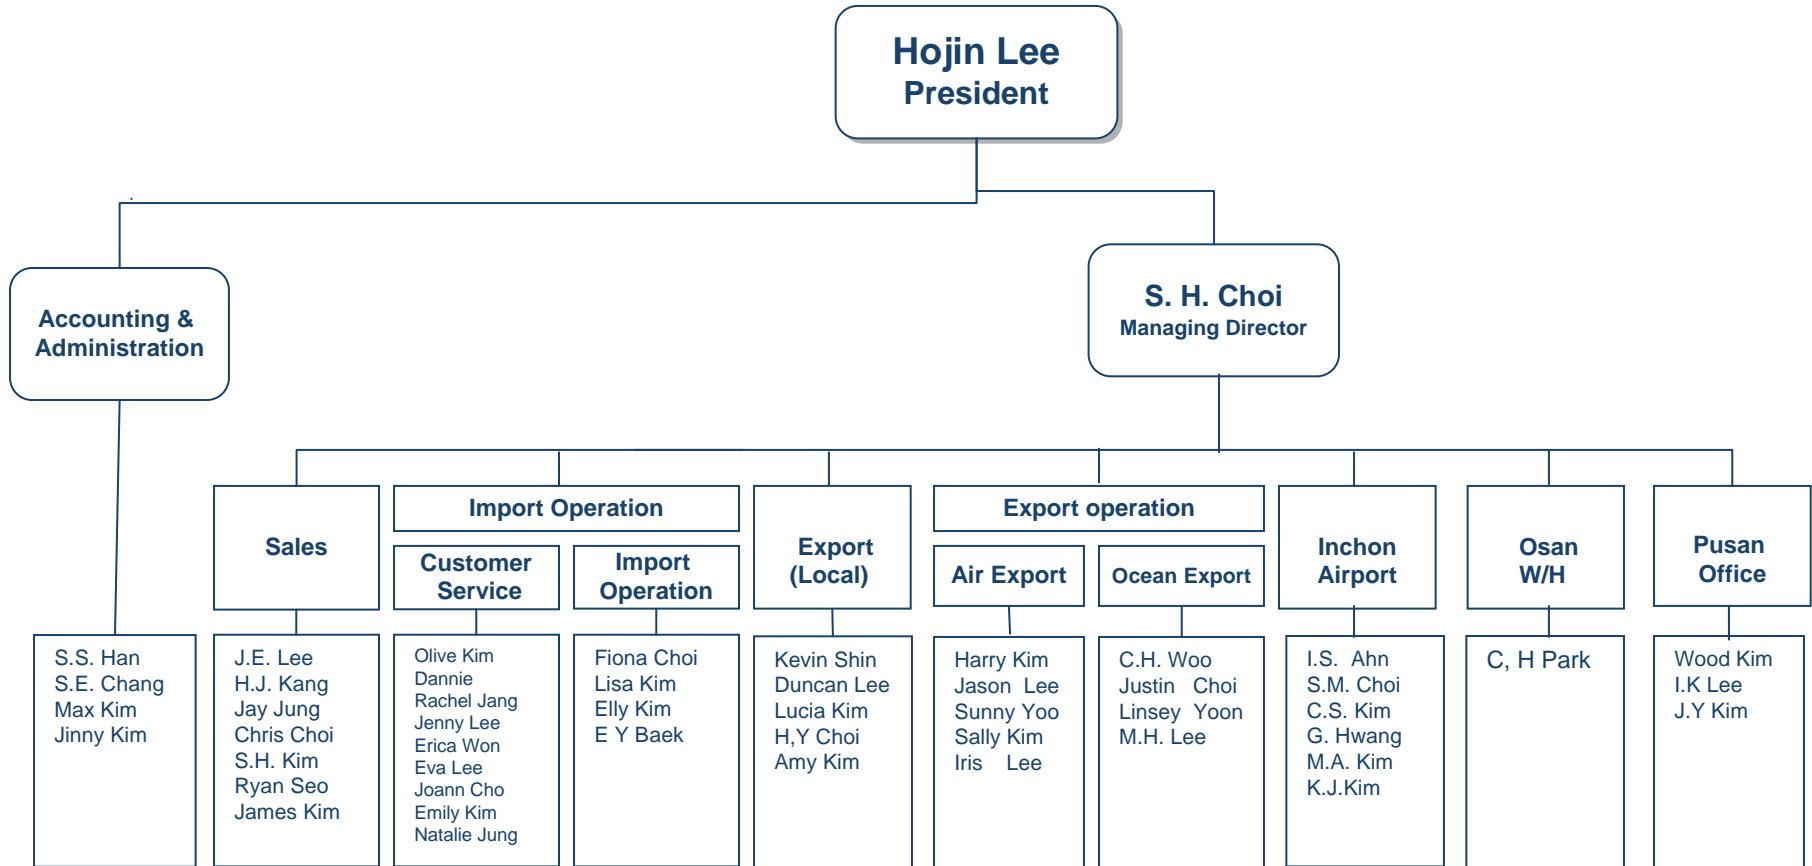 Hojin Lee
President
Accounting &
Administration
S. H. Choi
Managing Director
Sales
Import Operation
Customer
Service
Import
Operation
Export
(Local)
Export operation
Air Export
Ocean Export
Inchon
Airport
Osan
W/H
Pusan
Office
S.S. Han
S.E. Chang
Max Kim
Jinny Kim
J.E. Lee
H.J. Kang
Jay Jung
Chris Choi
S.H. Kim
Ryan Seo
James Kim
Olive Kim
Dannie
Rachel Jang
Jenny Lee
Erica Won
Eva Lee
Joann Cho
Emily Kim
Natalie Jung
Fiona Choi
Lisa Kim
Elly Kim
E Y Baek
Kevin Shin
Duncan Lee
Lucia Kim
H,Y Choi
Amy Kim
Harry Kim
Jason Lee
Sunny Yoo
Sally Kim
Iris Lee
C.H. Woo
Justin Choi
Linsey Yoon
M.H. Lee
I.S. Ahn
S.M. Choi
C.S. Kim
G. Hwang
M.A. Kim
K.J.Kim
C, H Park
Wood Kim
I.K Lee
J.Y Kim